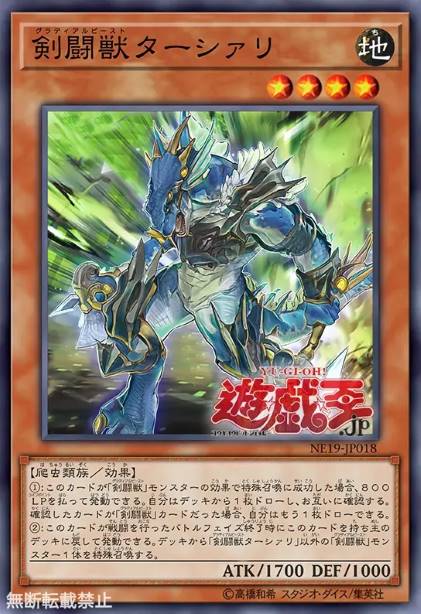 グラディアルビースト
剣闘獣ターシァリ
ち
地
YU-GI-OH!
遊戯王.jp
NE19-JP018
【爬虫類族／効果】
①：このカードが「剣闘獣」モンスターの効果で特殊召喚に成功した場合、８００
LPを払って発動できる。自分はデッキから１枚ドローし、お互いに確認する。
確認したカードが「剣闘獣」カードだった場合、自分はもう１枚ドローできる。
②：このカードが戦闘を行ったバトルフェイズ終了時にこのカードを持ち主の
デッキに戻して発動できる。デッキから「剣闘獣ターシァリ」以外の「剣闘獣」モン
スター１体を特殊召喚する。
ATK/1700 DEF/1000
無断転載禁止
©高橋和希 スタジオ・ダイス/集英社